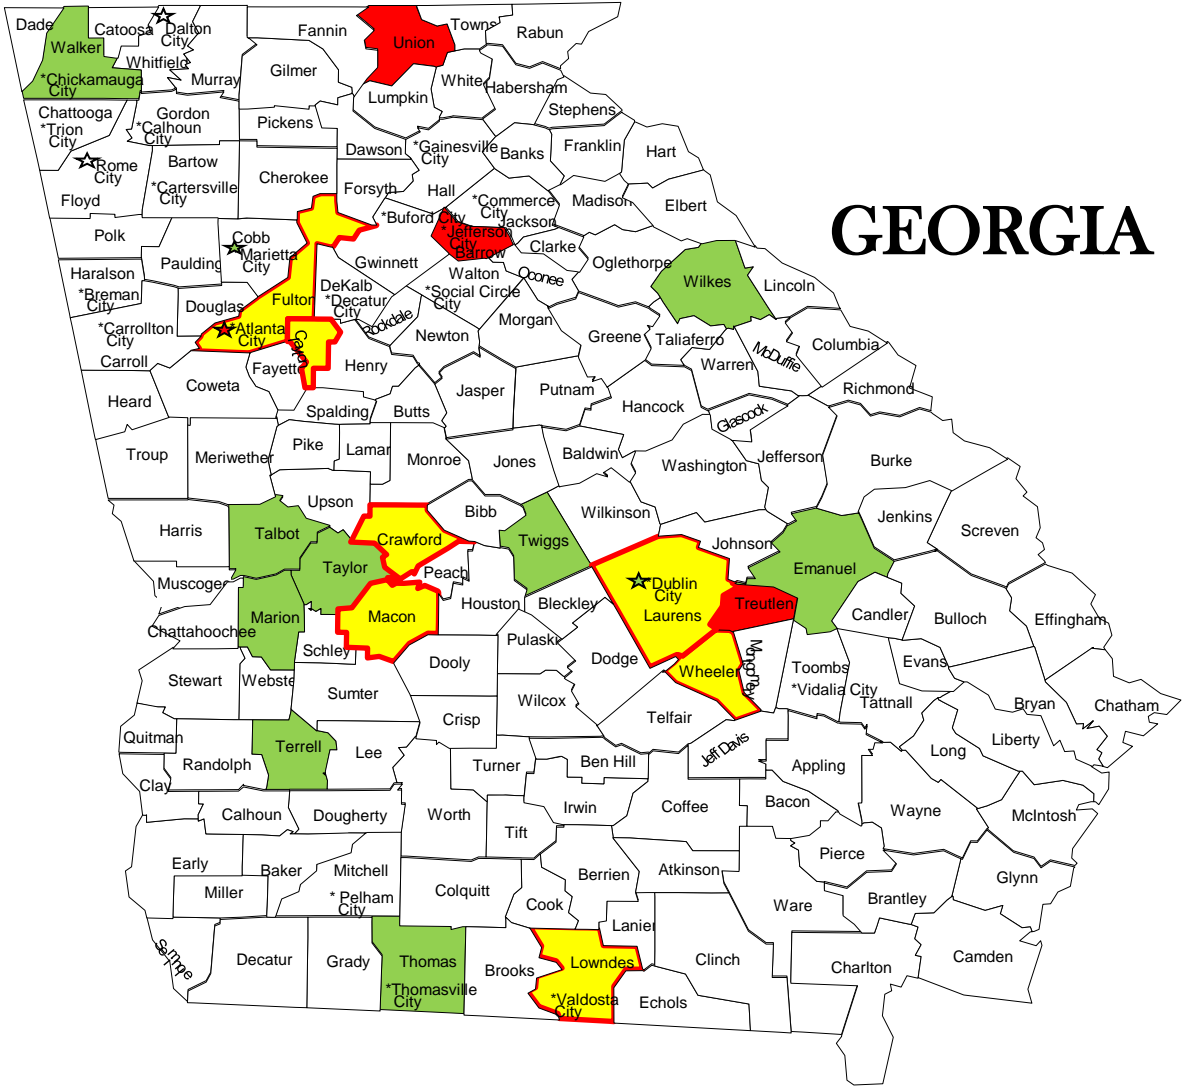 GEORGIA
Dade
Catoosa
Dalton
City
Walker
Whitfield
*Chickamauga
City
Murray
Fannin
Gilmer
Union
Towns
Rabun
White
Habersham
Lumpkin
Stephens
Chattooga
*Trion
City
Gordon
*Calhoun
City
Pickens
Dawson
*Gainesville
City
Banks
Franklin
Hart
Rome
City
Floyd
Bartow
*Cartersville
City
Cherokee
Forsyth
Hall
*Commerce
City
Jackson
Madison
Elbert
*Buford City
*Jefferson
City
Barrow
Clarke
Polk
Paulding
Cobb
Marietta
City
Gwinnett
Walton
Oconee
Oglethorpe
Wilkes
Lincoln
Haralson
*Breman
City
Douglas
Fulton
DeKalb
*Decatur
City
*Social Circle
City
Rockdale
*Carrollton
City
Carroll
*Atlanta
City
Clayton
Newton
Morgan
Greene
Taliaferro
McDuffie
Columbia
Warren
Coweta
Fayette
Henry
Richmond
Heard
Spalding
Butts
Jasper
Putnam
Hancock
Glascock
Troup
Meriwether
Pike
Lamar
Monroe
Jones
Baldwin
Washington
Jefferson
Burke
Upson
Bibb
Wilkinson
Jenkins
Screven
Harris
Talbot
Crawford
Twiggs
Johnson
Emanuel
Taylor
Peach
Muscogee
Marion
Macon
Houston
Bleckley
*Dublin
City
Laurens
Treutlen
Candler
Bulloch
Effingham
Chattahoochee
Schley
Pulaski
Dodge
Wheeler
Toombs
*Vidalia City
Evans
Tattnall
Stewart
Webste
Sumter
Dooly
Wilcox
Telfair
Bryan
Chatham
Quitman
Randolph
Terrell
Lee
Crisp
Jeff Davis
Appling
Long
Liberty
Clay
Turner
Ben Hill
Calhoun
Dougherty
Worth
Tift
Irwin
Coffee
Bacon
Wayne
McIntosh
Early
Baker
Mitchell
* Pelham
City
Miller
Colquitt
Cook
Berrien
Atkinson
Pierce
Ware
Brantley
Glynn
Lanier
Decatur
Grady
Thomas
*Thomasville
City
Brooks
Lowndes
*Valdosta
City
Echols
Clinch
Charlton
Camden